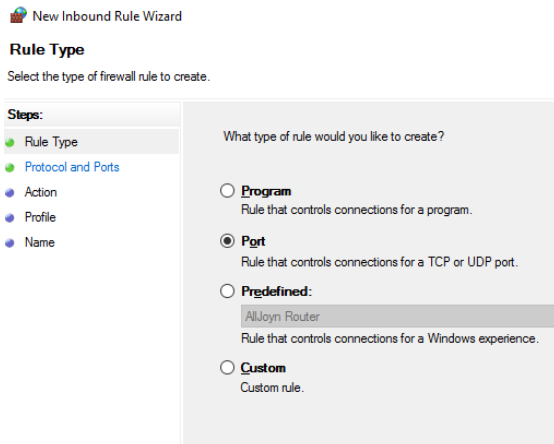 New Inbound Rule Wizard
Rule Type
Select the type of firewall rule to create.
Steps:
Rule Type
Protocol and Ports
Action
Profile
Name
What type of rule would you like to create?
Program
Rule that controls connections for a program.
Port
Rule that controls connections for a TCP or UDP port.
Predefined:
AllJoyn Router
Rule that controls connections for a Windows experience.
Custom
Custom rule.